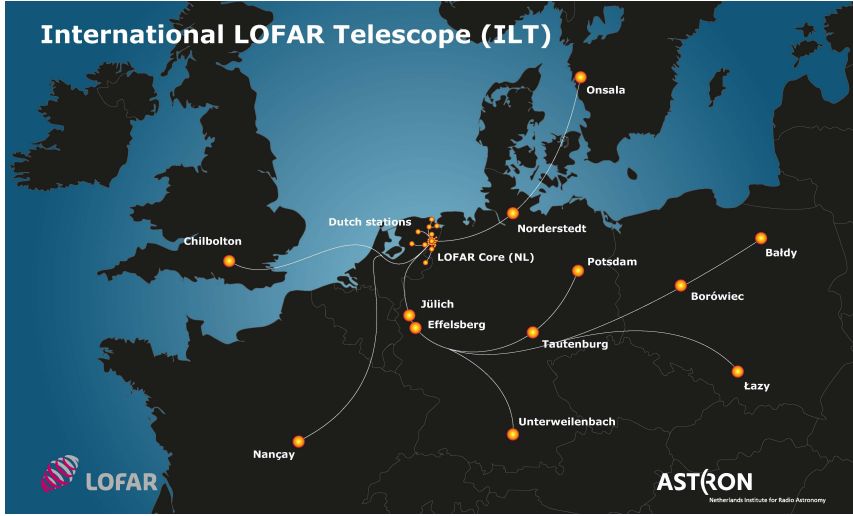 International LOFAR Telescope (ILT)
Onsala
Dutch stations
Norderstedt
Chilbolton
LOFAR Core (NL)
Potsdam
Bałdy
Borówiec
Jülich
Effelsberg
Tautenburg
Łazy
Unterweilenbach
Nançay
LOFAR
ASTRON
Netherlands Institute for Radio Astronomy